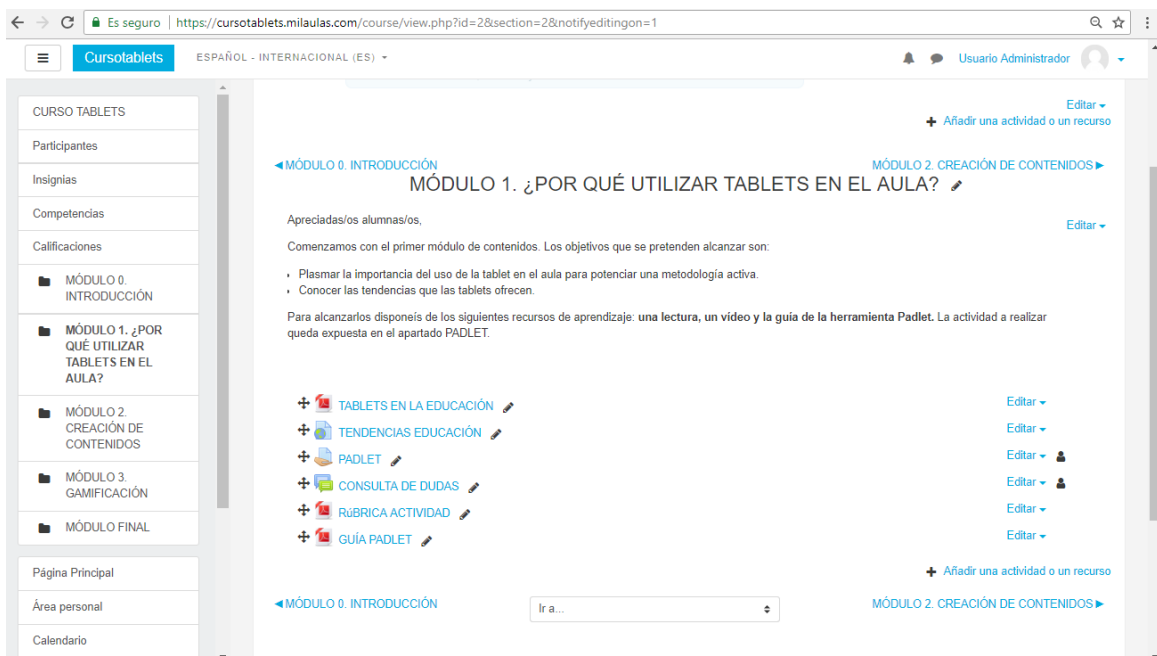 Es seguro | https://cursotablets.milaulas.com/course/view.php?id=2&section=2&notifyeditingon=1
Cursotablets
ESPAÑOL - INTERNACIONAL (ES)
Usuario Administrador
CURSO TABLETS
Participantes
Insignias
Competencias
Calificaciones
MÓDULO 0.
INTRODUCCIÓN
MÓDULO 1. ¿POR
QUÉ UTILIZAR
TABLETS EN EL
AULA?
MÓDULO 2.
CREACIÓN DE
CONTENIDOS
MÓDULO 3.
GAMIFICACIÓN
MÓDULO FINAL
Página Principal
Área personal
Calendario
Editar
Añadir una actividad o un recurso
MÓDULO 0. INTRODUCCIÓN
MÓDULO 2. CREACIÓN DE CONTENIDOS
MÓDULO 1. ¿POR QUÉ UTILIZAR TABLETS EN EL AULA?
Apreciadas/os alumnas/os,
Editar
Comenzamos con el primer módulo de contenidos. Los objetivos que se pretenden alcanzar son:
Plasmar la importancia del uso de la tablet en el aula para potenciar una metodología activa.
Conocer las tendencias que las tablets ofrecen.
Para alcanzarlos disponeís de los siguientes recursos de aprendizaje: una lectura, un vídeo y la guía de la herramienta Padlet. La actividad a realizar
queda expuesta en el apartado PADLET.
TABLETS EN LA EDUCACIÓN Editar
TENDENCIAS EDUCACIÓN Editar
PADLET Editar
CONSULTA DE DUDAS Editar
RúBRICA ACTIVIDAD Editar
GUÍA PADLET Editar
Añadir una actividad o un recurso
MÓDULO 0. INTRODUCCIÓN
Ir a...
MÓDULO 2. CREACIÓN DE CONTENIDOS